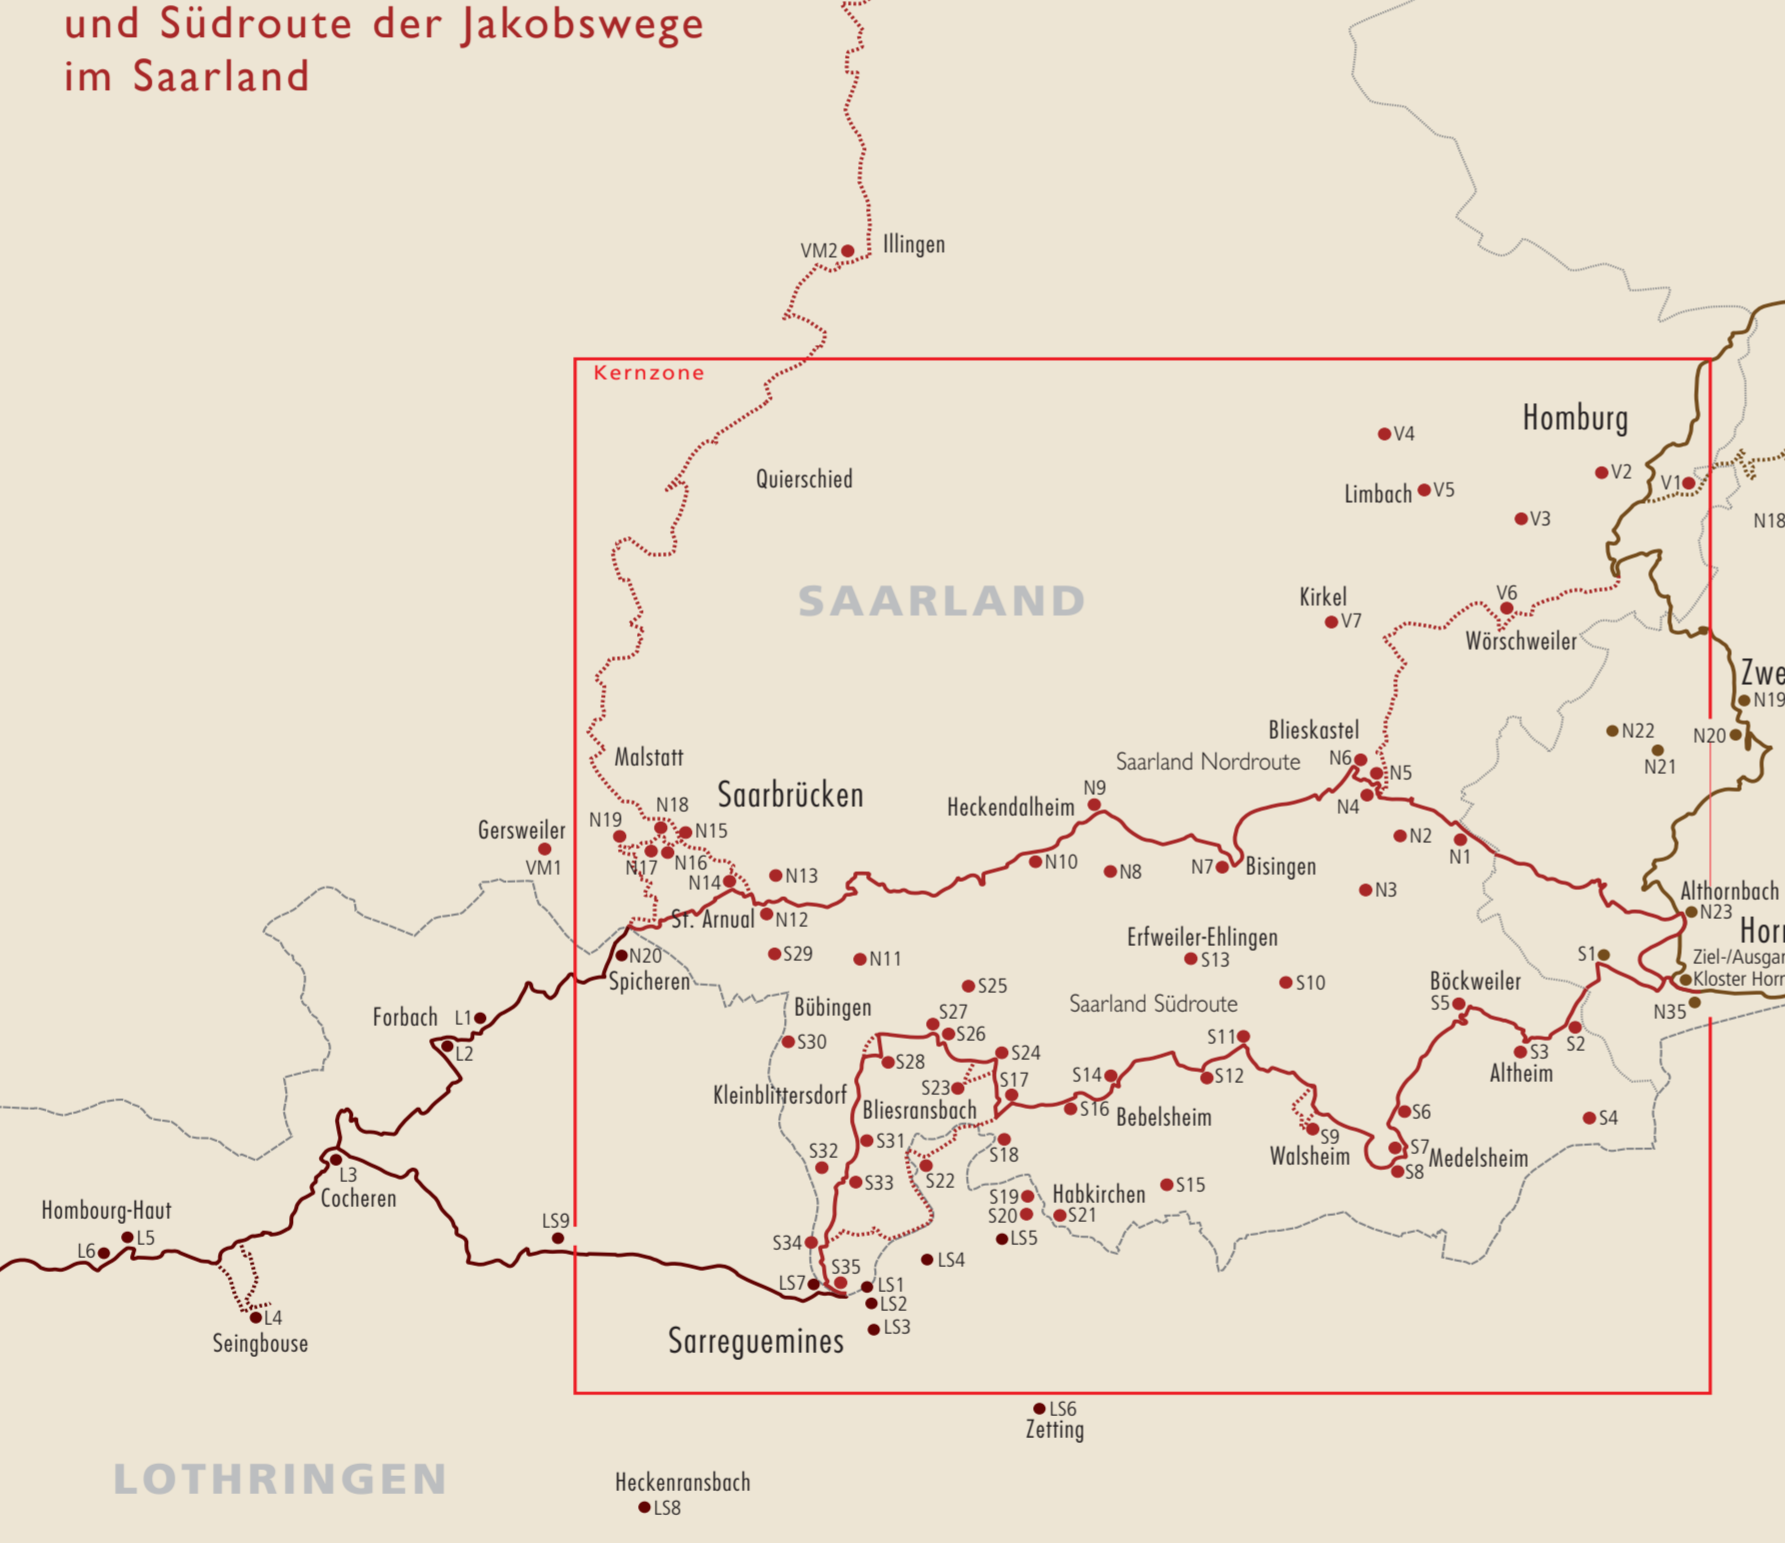 und Südroute der Jakobswege
im Saarland
VM2
Illingen
Kernzone
Homburg
V4
V2
V1
Quierschied
Limbach
V5
V3
N18
SAARLAND
Kirkel
V7
V6
Wörschweiler
Zwe
N19
N22
N20
N21
Blieskastel
Saarland Nordroute
N6
N5
N4
Malstatt
Saarbrücken
N9
Heckendalheim
N18
N19
N15
Gersweiler
VM1
N17
N16
N14
N13
N10
N8
N7
Bisingen
N2
N1
N3
Althornbach
N23
St. Arnual
N12
Horn
Ziel-/Ausgan
Kloster Horn
N35
N20
Spicheren
S29
N11
Erfweiler-Ehlingen
S13
S1
S25
S10
Böckweiler
S5
Forbach
L1
L2
Bübingen
Saarland Südroute
S27
S26
S30
S11
S2
S3
Altheim
S28
S24
S23
S17
S14
S12
Kleinblittersdorf
Bliesransbach
S16
Bebelsheim
S6
S4
S31
S18
S9
Walsheim
S7
Medelsheim
S8
S32
S33
S22
L3
Cocheren
S19
S20
Habkirchen
S21
S15
Hombourg-Haut
L5
L6
LS9
S34
LS5
LS4
S35
LS7
LS1
LS2
LS3
L4
Seingbouse
Sarreguemines
LS6
Zetting
LOTHRINGEN
Heckenransbach
LS8